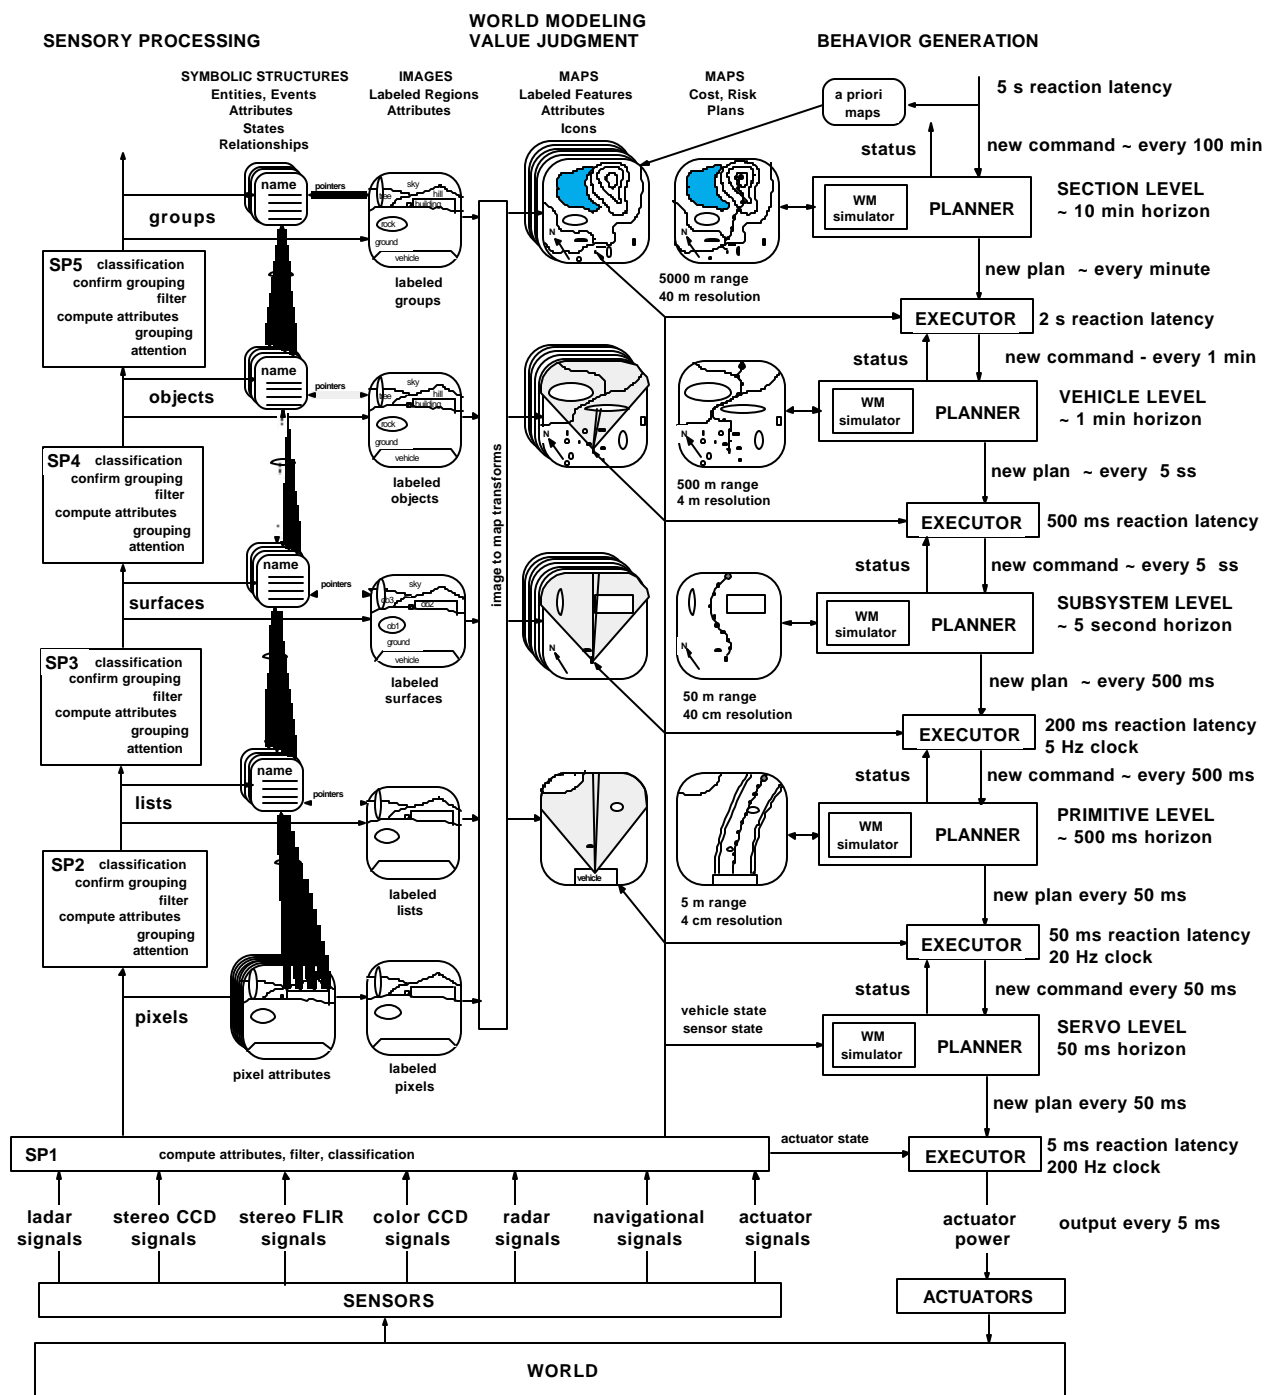 WORLD MODELING
SENSORY PROCESSING
VALUE JUDGMENT
BEHAVIOR GENERATION
SYMBOLIC STRUCTURES
Entities, Events
Attributes
States
Relationships
IMAGES
Labeled Regions
Attributes
MAPS
Labeled Features
Attributes
Icons
MAPS
Cost, Risk
Plans
a priori
maps
5 s reaction latency
status
new command ~ every 100 min
name
pointers
sky
tree
hill
building
rock
ground
vehicle
labeled
groups
groups
N
N
5000 m range
40 m resolution
WM
simulator
PLANNER
SECTION LEVEL
~ 10 min horizon
new plan ~ every minute
SP5 classification
confirm grouping
filter
compute attributes
grouping
attention
EXECUTOR
2 s reaction latency
status
new command - every 1 min
name
pointers
sky
tree
hill
building
rock
ground
vehicle
labeled
objects
objects
N
N
500 m range
4 m resolution
WM
simulator
PLANNER
VEHICLE LEVEL
~ 1 min horizon
new plan ~ every 5 ss
SP4 classification
confirm grouping
filter
compute attributes
grouping
attention
image to map transforms
EXECUTOR
500 ms reaction latency
status
new command ~ every 5 ss
name
pointers
sky
ob3
ob2
ob1
ground
vehicle
labeled
surfaces
surfaces
N
N
50 m range
40 cm resolution
WM
simulator
PLANNER
SUBSYSTEM LEVEL
~ 5 second horizon
new plan ~ every 500 ms
SP3 classification
confirm grouping
filter
compute attributes
grouping
attention
EXECUTOR
200 ms reaction latency
5 Hz clock
status
new command ~ every 500 ms
name
pointers
lists
labeled
lists
vehicle
5 m range
4 cm resolution
WM
simulator
PLANNER
PRIMITIVE LEVEL
~ 500 ms horizon
new plan every 50 ms
SP2 classification
confirm grouping
filter
compute attributes
grouping
attention
EXECUTOR
50 ms reaction latency
20 Hz clock
status
new command every 50 ms
pixels
pixel attributes
labeled
pixels
vehicle state
sensor state
WM
simulator
PLANNER
SERVO LEVEL
50 ms horizon
new plan every 50 ms
SP1 compute attributes, filter, classification
actuator state
EXECUTOR
5 ms reaction latency
200 Hz clock
ladar
signals
stereo CCD
signals
stereo FLIR
signals
color CCD
signals
radar
signals
navigational
signals
actuator
signals
actuator
power
output every 5 ms
SENSORS
ACTUATORS
WORLD